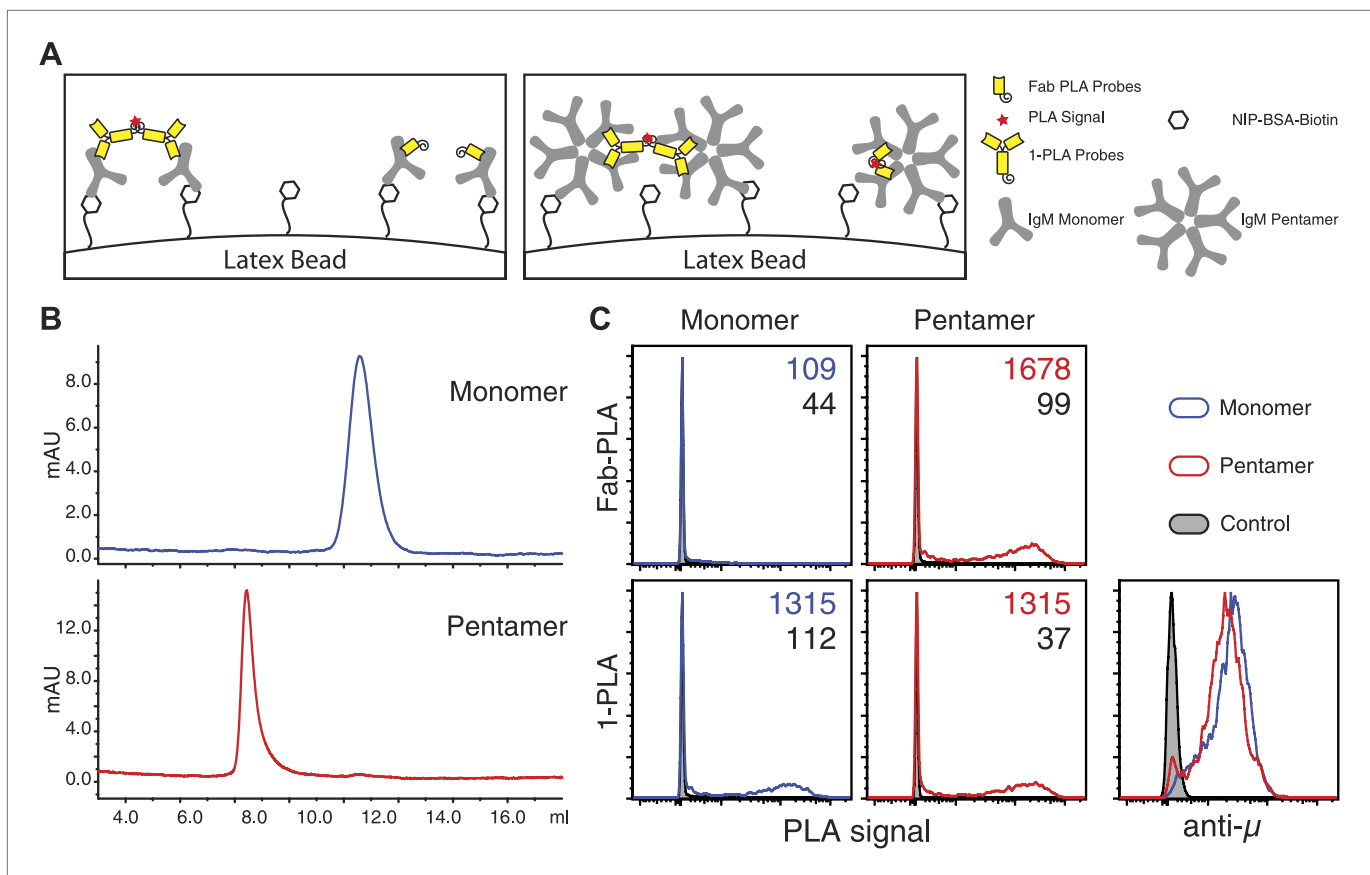 A
Latex Bead
Latex Bead
Fab PLA Probes
PLA Signal
1-PLA Probes
NIP-BSA-Biotin
IgM Monomer
IgM Pentamer
B
Monomer
mAU
8.0
6.0
4.0
2.0
0.0
Pentamer
mAU
12.0
8.0
4.0
0.0
4.0 6.0 8.0 10.0 12.0 14.0 16.0 ml
C
Monomer Pentamer
Fab-PLA
109
44
1678
99
1-PLA
1315
112
1315
37
PLA signal
Monomer
Pentamer
Control
anti-μ